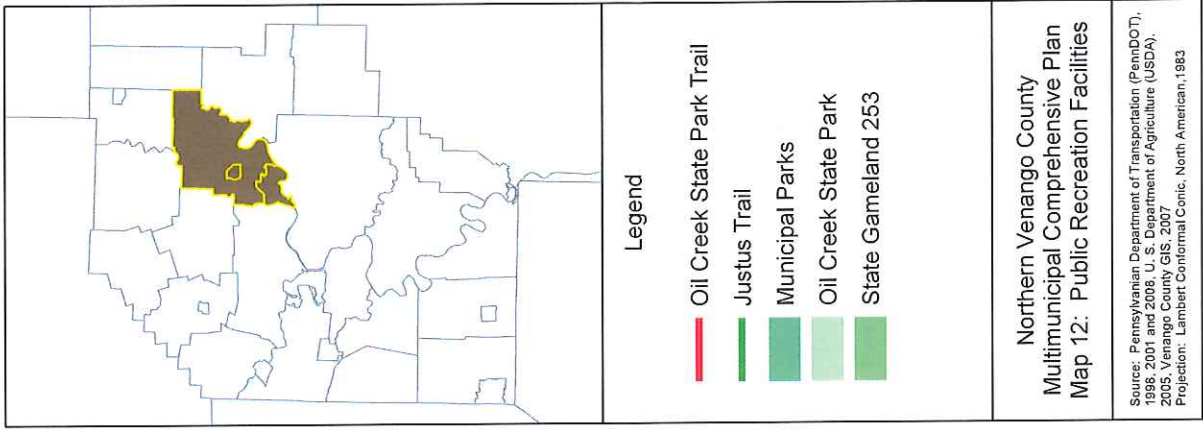 Legend
Oil Creek State Park Trail
Justus Trail
Municipal Parks
Oil Creek State Park
State Gameland 253
Northern Venango County
Multimunicipal Comprehensive Plan
Map 12: Public Recreation Facilities
Source: Pennsylvanian Department of Transportation (PennDOT),
1998, 2001 and 2008, U. S. Department of Agriculture (USDA),
2005, Venango County GIS, 2007
Projection: Lambert Conformal Conic, North American,1983